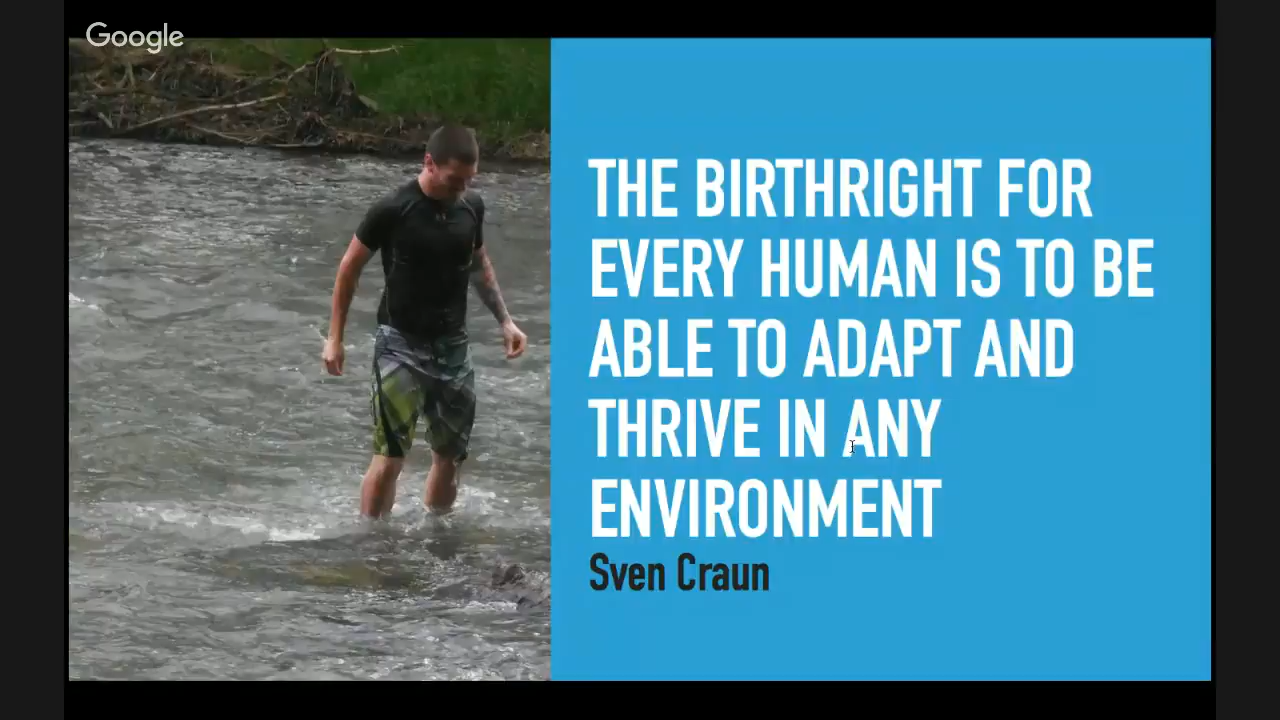 Google
THE BIRTHRIGHT FOR
EVERY HUMAN IS TO BE
ABLE TO ADAPT AND
THRIVE IN ANY
ENVIRONMENT
Sven Craun